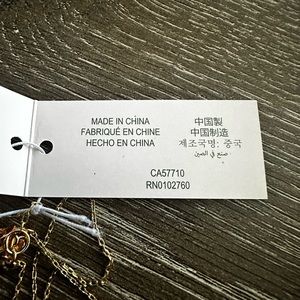 MADE IN CHINA
FABRIQUÉ EN CHINE
HECHO EN CHINA
中国製
中国制造
제조국명: 중국
صنع في الصين
CA57710
RN0102760